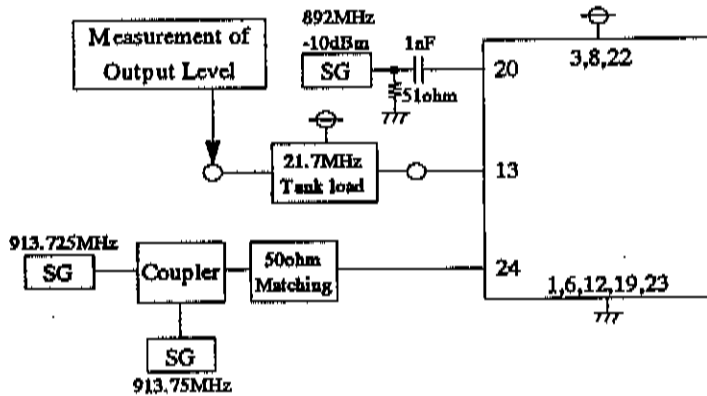 Measurement of
Output Level
892MHz
-10dBm
SG
1nF
51ohm
20
3,8,22
21.7MHz
Tank load
13
913.725MHz
SG
Coupler
50ohm
Matching
24
1,6,12,19,23
SG
913.75MHz